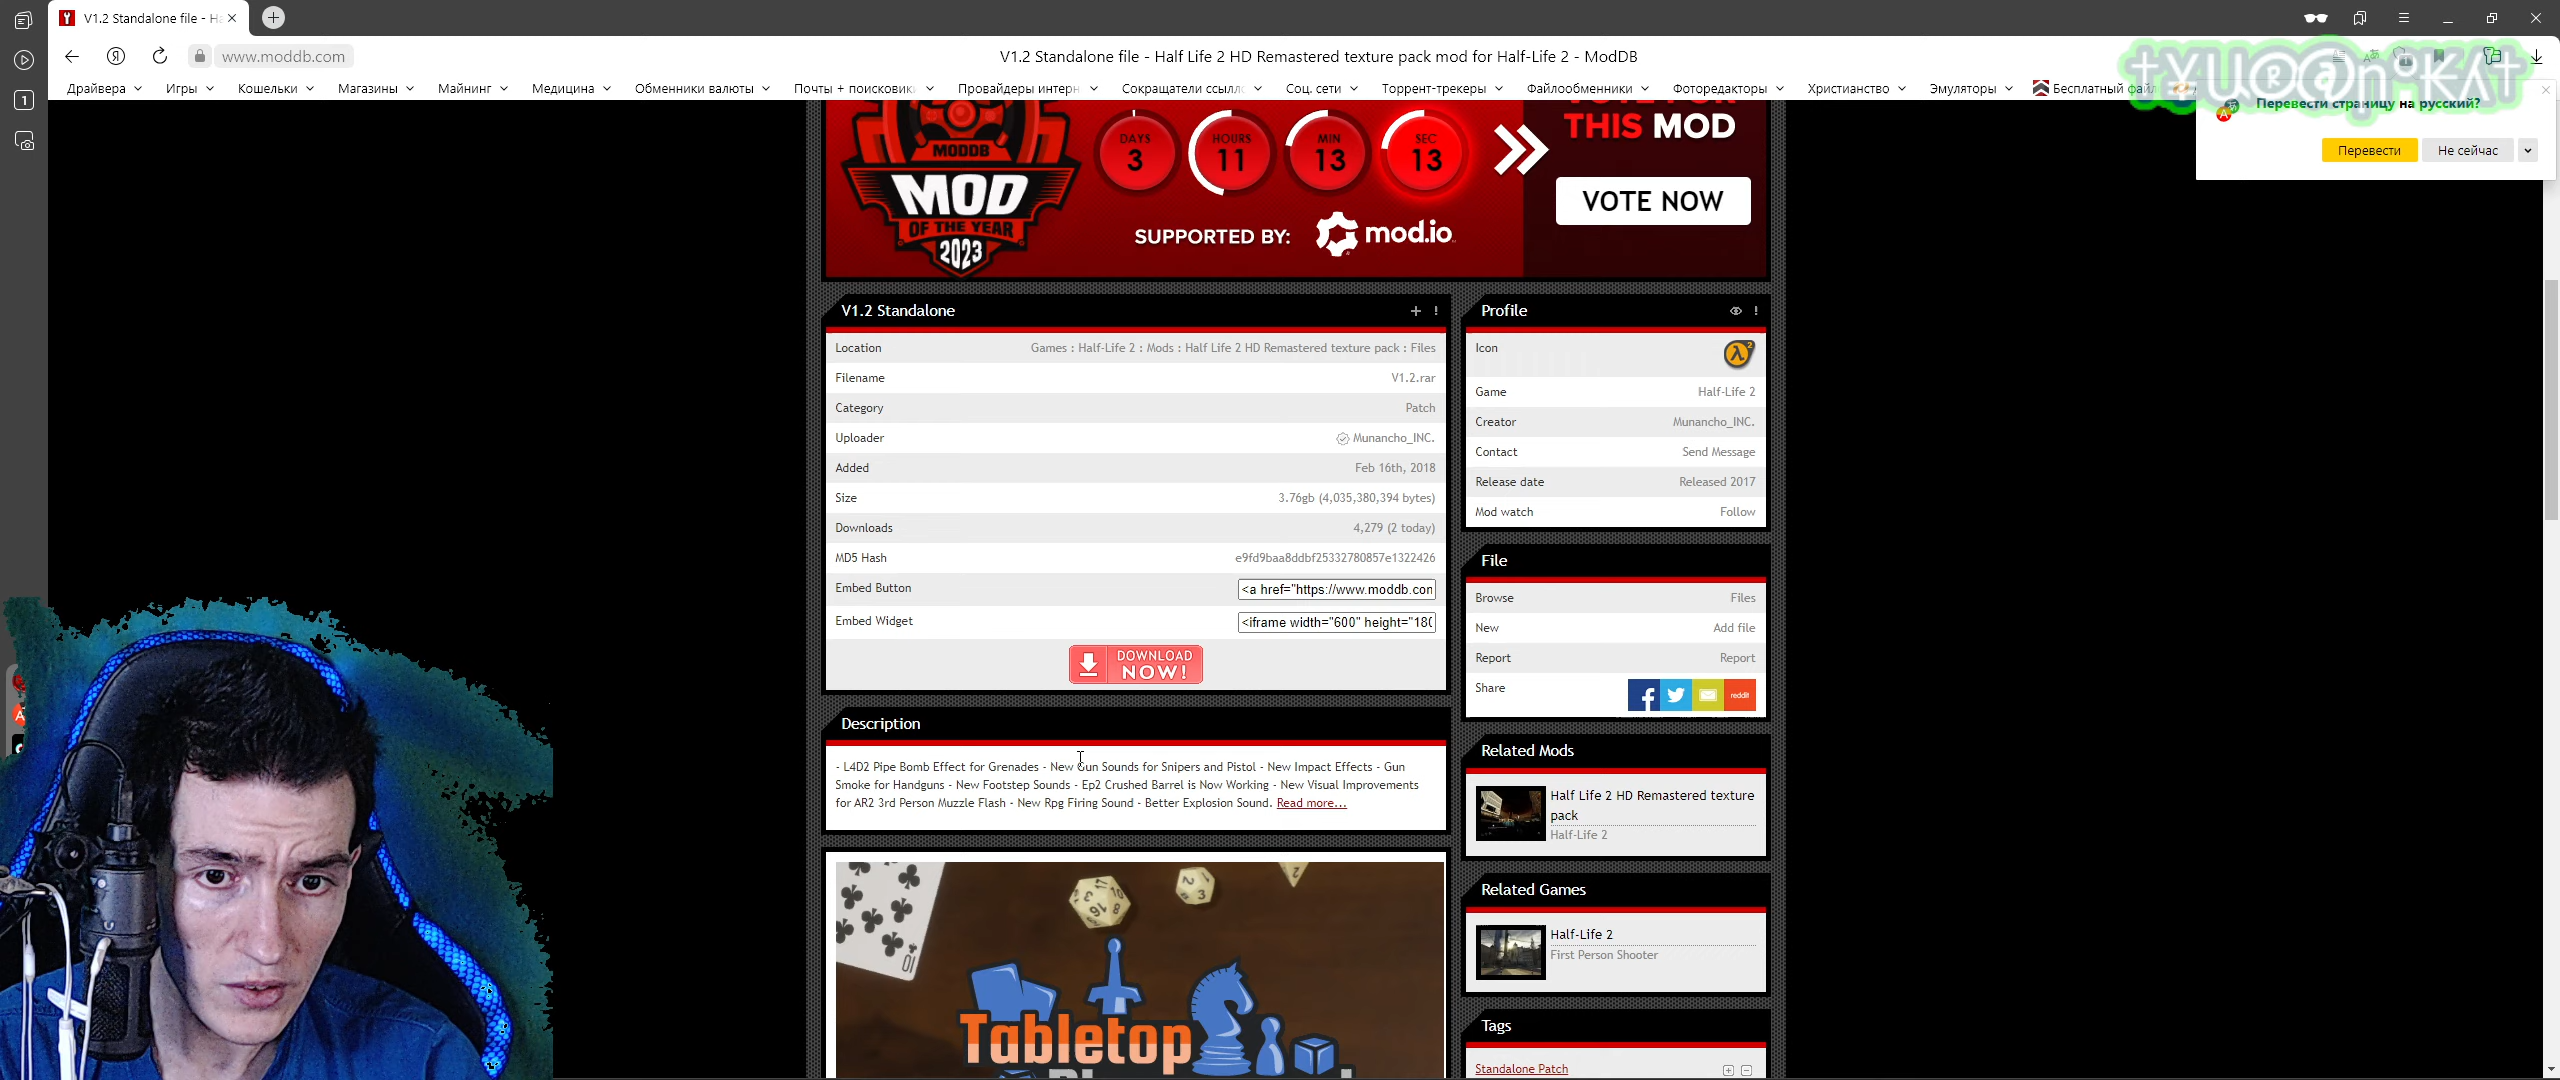 V1.2 Standalone file - Ha
www.moddb.com
V1.2 Standalone file - Half Life 2 HD Remastered texture pack mod for Half-Life 2 - ModDB
Драйвера Игры Кошельки Магазины Майнинг Медицина Обменники валюты Почты + поисковики Провайдеры интерн Сокращатели ссыло Соц. сети Торрент-трекеры Файлообменники Фоторедакторы Христианство Эмуляторы Бесплатный файл
1
Перевести страницу на русский?
Перевести Не сейчас
MODDB
MOD
OF THE YEAR
2023
DAYS
3
HOURS
11
MIN
13
SEC
13
SUPPORTED BY: mod.io
VOTE FOR
THIS MOD
VOTE NOW
V1.2 Standalone
Location Games : Half-Life 2 : Mods : Half Life 2 HD Remastered texture pack : Files
Filename V1.2.rar
Category Patch
Uploader Munancho_INC.
Added Feb 16th, 2018
Size 3.76gb (4,035,380,394 bytes)
Downloads 4,279 (2 today)
MD5 Hash e9fd9baa8ddbf25332780857e1322426
Embed Button <a href="https://www.moddb.con
Embed Widget <iframe width="600" height="180
DOWNLOAD
NOW!
Description
- L4D2 Pipe Bomb Effect for Grenades - New Gun Sounds for Snipers and Pistol - New Impact Effects - Gun
Smoke for Handguns - New Footstep Sounds - Ep2 Crushed Barrel is Now Working - New Visual Improvements
for AR2 3rd Person Muzzle Flash - New Rpg Firing Sound - Better Explosion Sound. Read more...
Tabletop
Profile
Icon
Game Half-Life 2
Creator Munancho_INC.
Contact Send Message
Release date Released 2017
Mod watch Follow
File
Browse Files
New Add file
Report Report
Share reddit
Related Mods
Half Life 2 HD Remastered texture
pack
Half-Life 2
Related Games
Half-Life 2
First Person Shooter
Tags
Standalone Patch